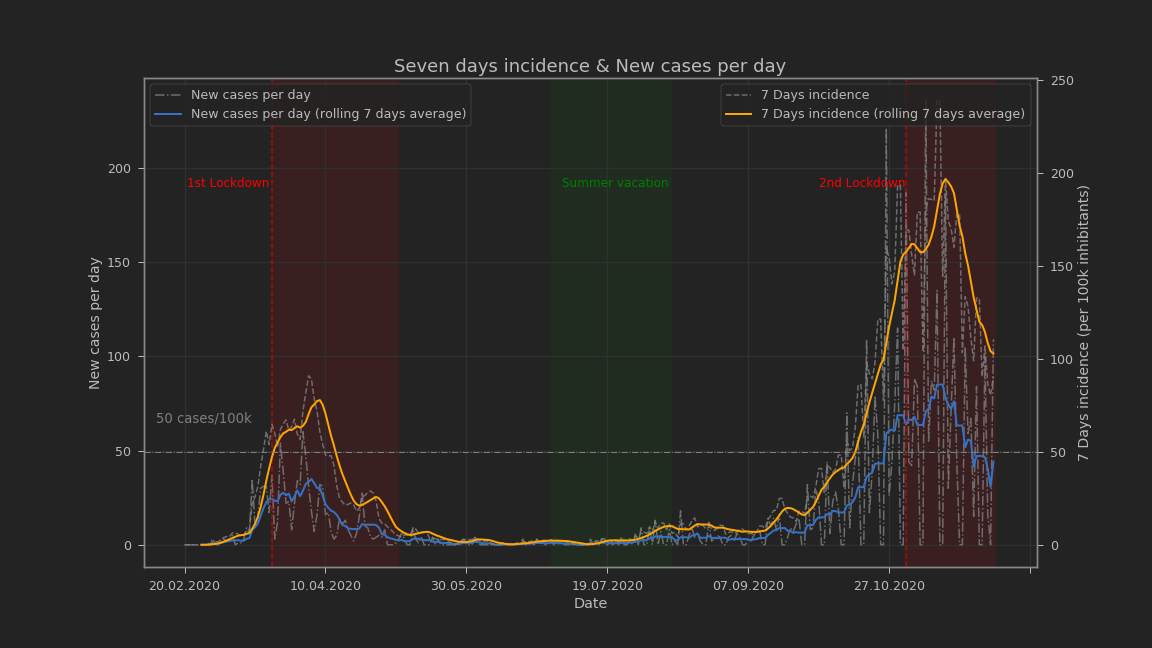 Seven days incidence & New cases per day
New cases per day
New cases per day (rolling 7 days average)
7 Days incidence
7 Days incidence (rolling 7 days average)
1st Lockdown
Summer vacation
2nd Lockdown
50 cases/100k
New cases per day
200
150
100
50
0
250
200
150
100
50
0
7 Days incidence (per 100k inhibitants)
20.02.2020
10.04.2020
30.05.2020
19.07.2020
07.09.2020
27.10.2020
Date